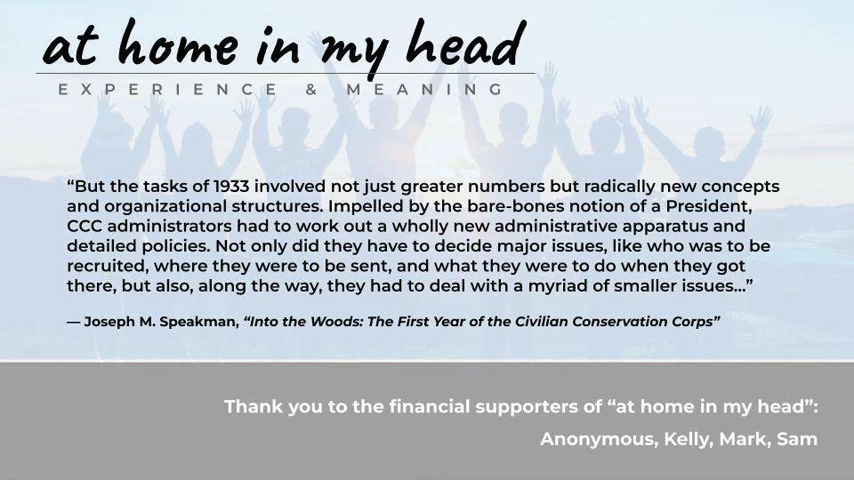 at home in my head
EXPERIENCE & MEANING
“But the tasks of 1933 involved not just greater numbers but radically new concepts
and organizational structures. Impelled by the bare-bones notion of a President,
CCC administrators had to work out a wholly new administrative apparatus and
detailed policies. Not only did they have to decide major issues, like who was to be
recruited, where they were to be sent, and what they were to do when they got
there, but also, along the way, they had to deal with a myriad of smaller issues...”
— Joseph M. Speakman, “Into the Woods: The First Year of the Civilian Conservation Corps”
Thank you to the financial supporters of “at home in my head”:
Anonymous, Kelly, Mark, Sam